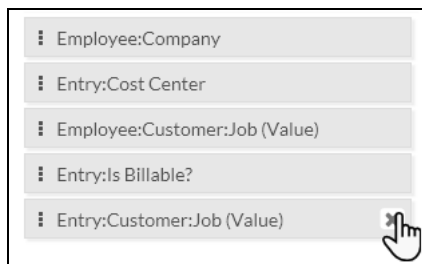 Employee:Company
Entry:Cost Center
Employee:Customer:Job (Value)
Entry:Is Billable?
Entry:Customer:Job (Value)